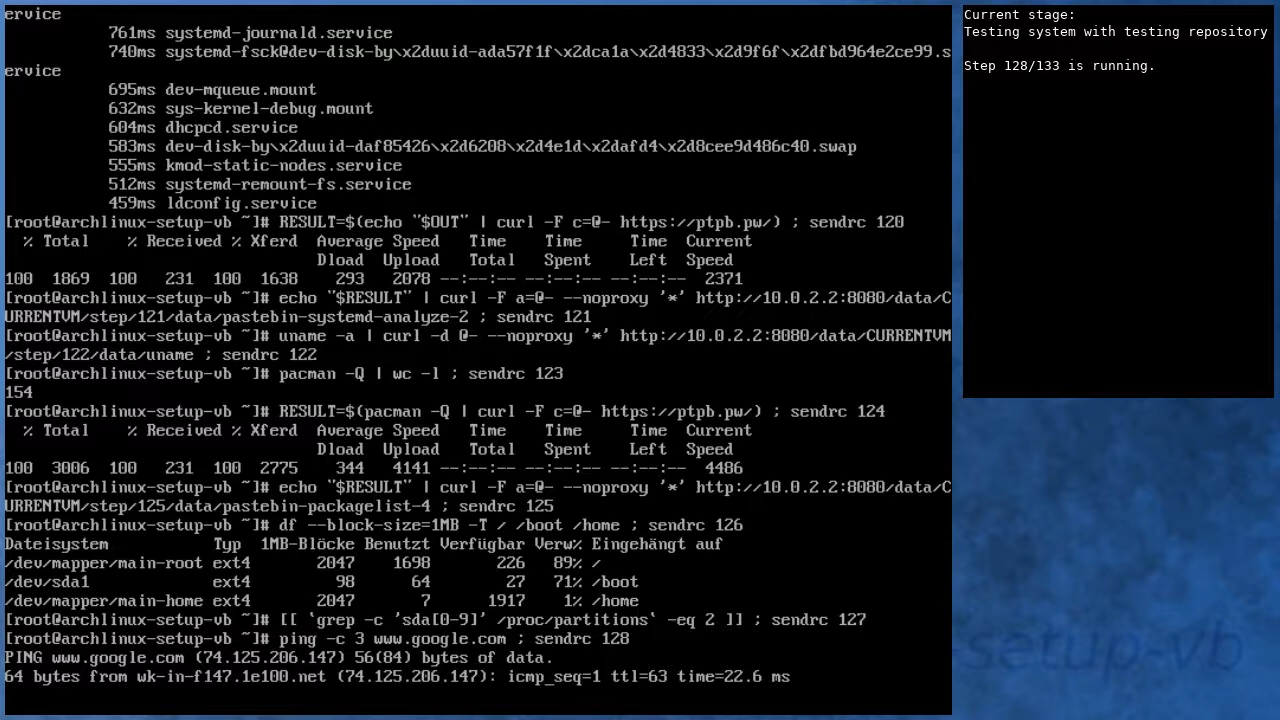 ervice
761ms systemd-journald.service
740ms systemd-fsck@dev-disk-by\x2duuid-ada57f1f\x2dca1a\x2d4833\x2d9f6f\x2dfbd964e2ce99.s
ervice
695ms dev-mqueue.mount
632ms sys-kernel-debug.mount
604ms dhcpcd.service
583ms dev-disk-by\x2duuid-daf85426\x2d6208\x2d4e1d\x2dafd4\x2d8cee9d486c40.swap
555ms kmod-static-nodes.service
512ms systemd-remount-fs.service
459ms ldconfig.service
[root@archlinux-setup-vb ~]# RESULT=$(echo "$OUT" | curl -F c=@- https://ptpb.pw/) ; sendrc 120
% Total    % Received % Xferd  Average Speed   Time    Time     Time  Current
Dload  Upload   Total   Spent    Left  Speed
100  1869  100   231  100  1638    293   2078 --:--:-- --:--:-- --:--:--  2371
[root@archlinux-setup-vb ~]# echo "$RESULT" | curl -F a=@- --noproxy '*' http://10.0.2.2:8080/data/C
URRENTVM/step/121/data/pastebin-systemd-analyze-2 ; sendrc 121
[root@archlinux-setup-vb ~]# uname -a | curl -d @- --noproxy '*' http://10.0.2.2:8080/data/CURRENTVM
/step/122/data/uname ; sendrc 122
[root@archlinux-setup-vb ~]# pacman -Q | wc -l ; sendrc 123
154
[root@archlinux-setup-vb ~]# RESULT=$(pacman -Q | curl -F c=@- https://ptpb.pw/) ; sendrc 124
% Total    % Received % Xferd  Average Speed   Time    Time     Time  Current
Dload  Upload   Total   Spent    Left  Speed
100  3006  100   231  100  2775    344   4141 --:--:-- --:--:-- --:--:--  4486
[root@archlinux-setup-vb ~]# echo "$RESULT" | curl -F a=@- --noproxy '*' http://10.0.2.2:8080/data/C
URRENTVM/step/125/data/pastebin-packagelist-4 ; sendrc 125
[root@archlinux-setup-vb ~]# df --block-size=1MB -T / /boot /home ; sendrc 126
Dateisystem           Typ  1MB-Blöcke Benutzt Verfügbar Verw% Eingehängt auf
/dev/mapper/main-root ext4       2047    1698       226   89% /
/dev/sda1             ext4         98      64        27   71% /boot
/dev/mapper/main-home ext4       2047       7      1917    1% /home
[root@archlinux-setup-vb ~]# [[ `grep -c 'sda[0-9]' /proc/partitions` -eq 2 ]] ; sendrc 127
[root@archlinux-setup-vb ~]# ping -c 3 www.google.com ; sendrc 128
PING www.google.com (74.125.206.147) 56(84) bytes of data.
64 bytes from wk-in-f147.1e100.net (74.125.206.147): icmp_seq=1 ttl=63 time=22.6 ms
Current stage:
Testing system with testing repository
Step 128/133 is running.
setup-vb